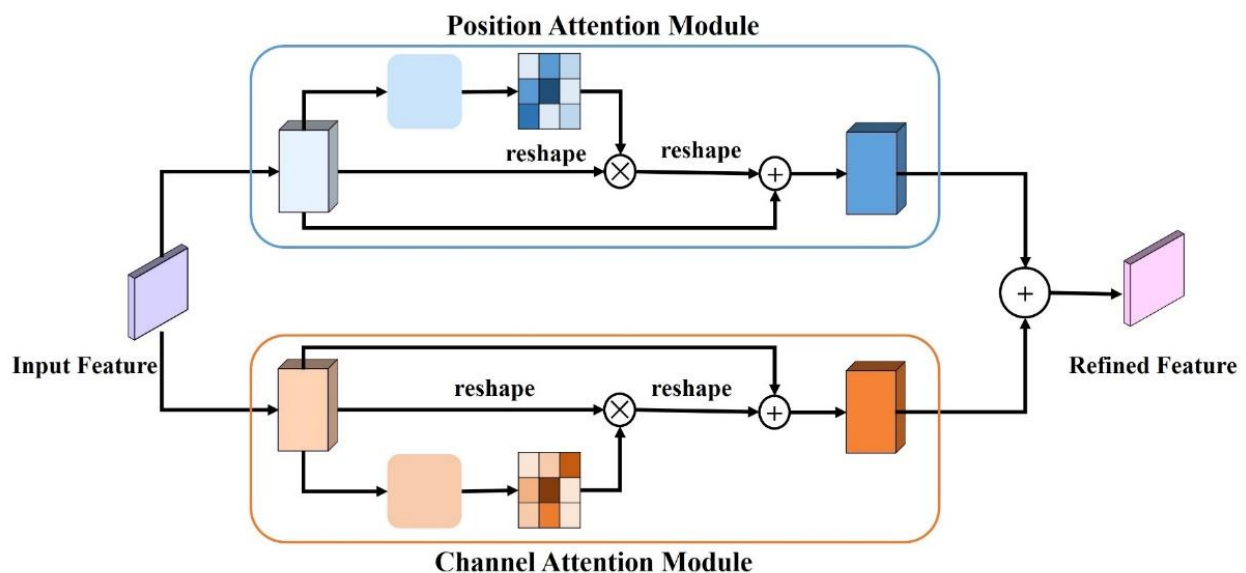 Position Attention Module
reshape
reshape
Input Feature
Refined Feature
reshape
reshape
Channel Attention Module